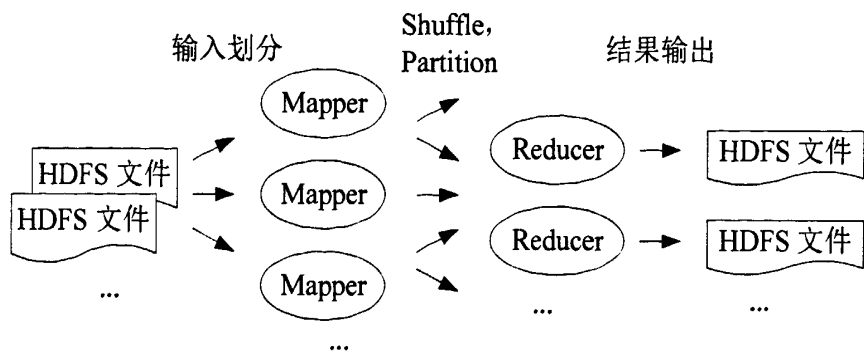 输入划分
Shuffle,
Partition
结果输出
Mapper
HDFS 文件
HDFS 文件
Mapper
Mapper
Reducer
Reducer
HDFS 文件
HDFS 文件
...
...
...
...